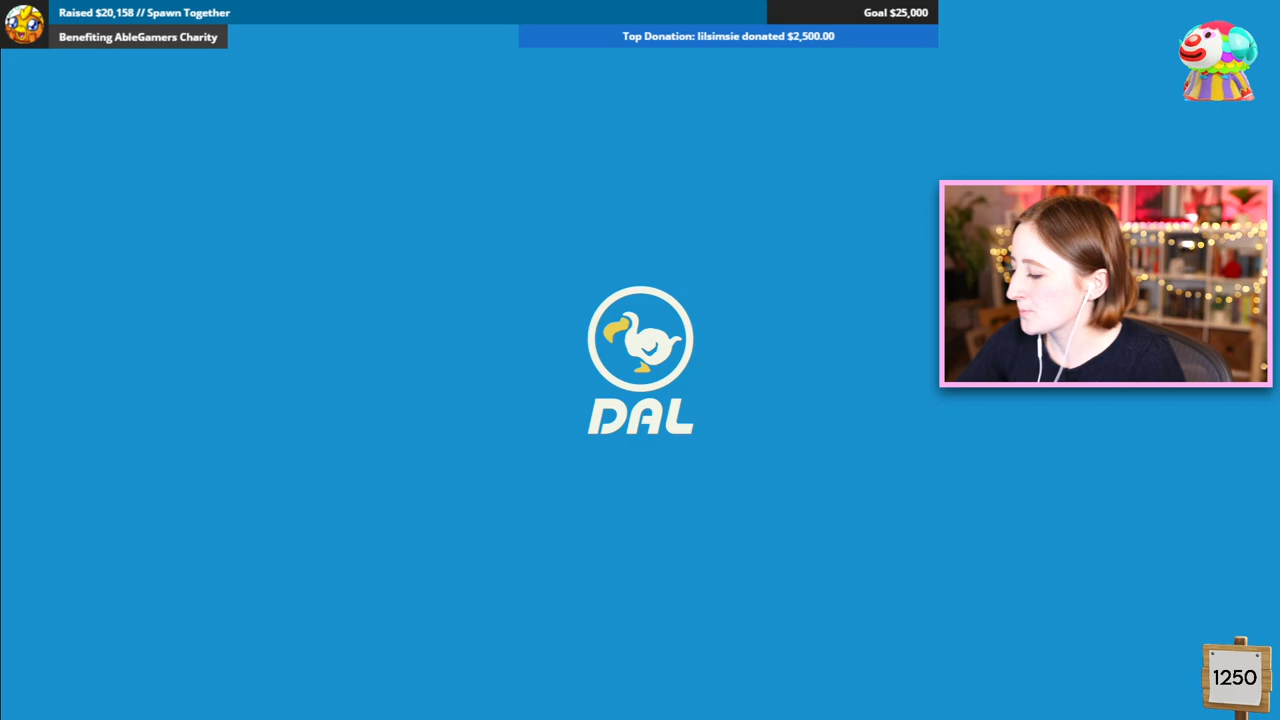 Raised $20,158 // Spawn Together
Goal $25,000
Benefiting AbleGamers Charity
Top Donation: lilsimsie donated $2,500.00
DAL
1250